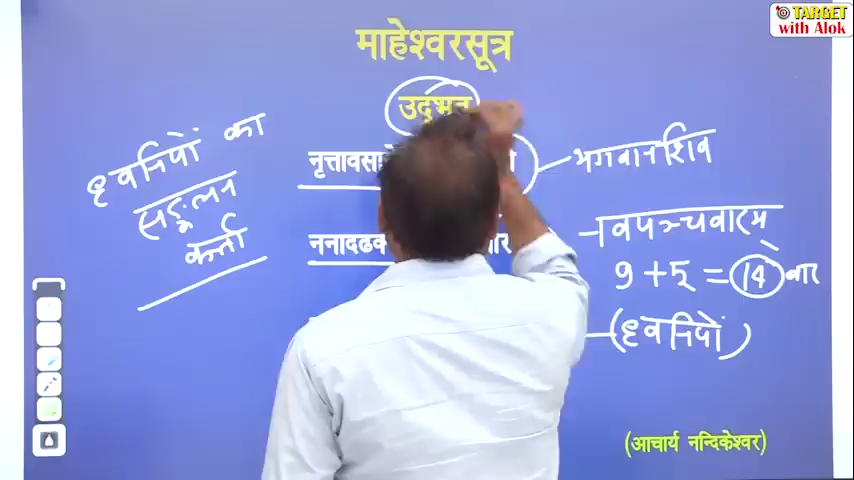 TARGET
with Alok
माहेश्वरसूत्र
उद्भव
ध्वनियों का
सङ्कलन
कर्त्ता
नृत्तावसा
भगवान शिव
ननादढक्
नवपञ्चवारम्
9 + 5 = 14 बार
(ध्वनियों)
(आचार्य नन्दिकेश्वर)